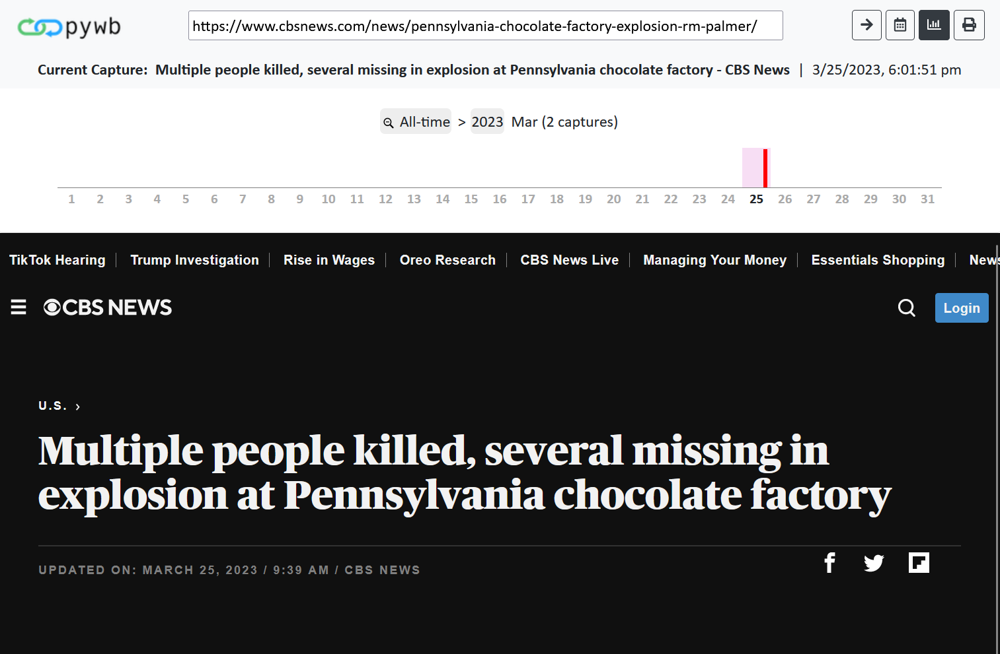 pywb
https://www.cbsnews.com/news/pennsylvania-chocolate-factory-explosion-rm-palmer/
Current Capture: Multiple people killed, several missing in explosion at Pennsylvania chocolate factory - CBS News | 3/25/2023, 6:01:51 pm
All-time > 2023 Mar (2 captures)
1 2 3 4 5 6 7 8 9 10 11 12 13 14 15 16 17 18 19 20 21 22 23 24 25 26 27 28 29 30 31
TikTok Hearing | Trump Investigation | Rise in Wages | Oreo Research | CBS News Live | Managing Your Money | Essentials Shopping |
CBS NEWS
Login
U.S. ›
Multiple people killed, several missing in
explosion at Pennsylvania chocolate factory
UPDATED ON: MARCH 25, 2023 / 9:39 AM / CBS NEWS